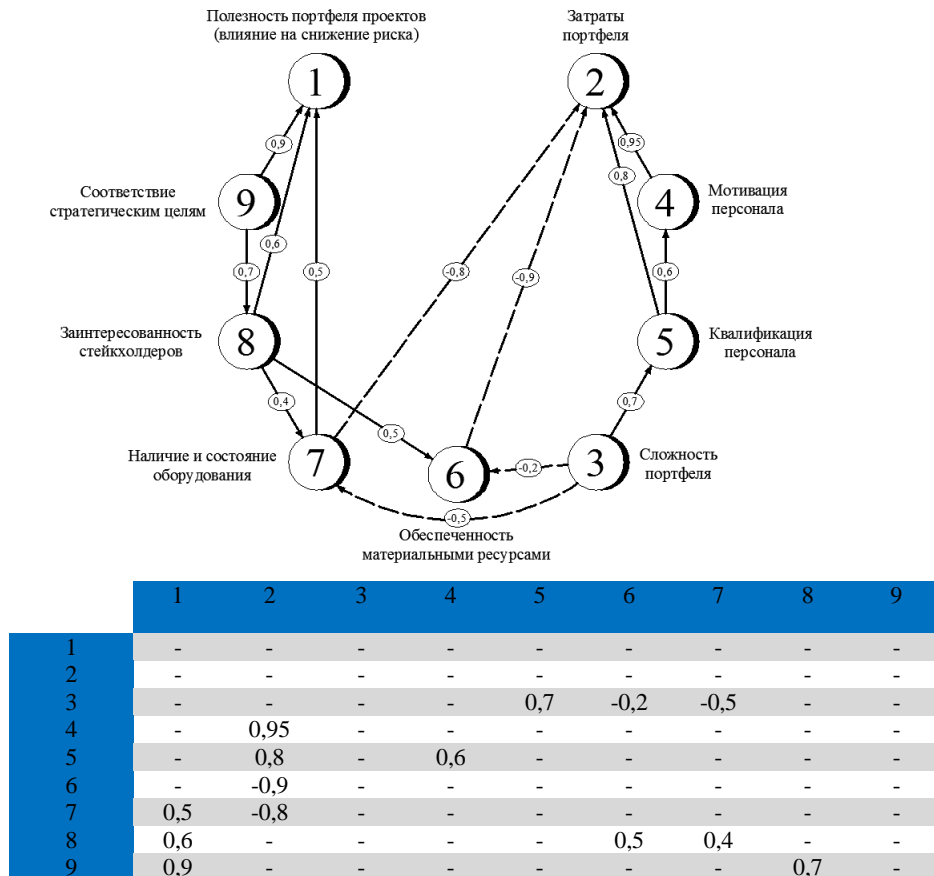 Полезность портфеля проектов
(влияние на снижение риска)
Затраты
портфеля
1
2
0,9
0,95
0,8
Соответствие
стратегическим целям
9
4
Мотивация
персонала
0,6
0,7
0,5
-0,8
-0,9
0,6
Заинтересованность
стейкхолдеров
8
5
Квалификация
персонала
0,4
0,5
0,7
Наличие и состояние
оборудования
7
6
-0,2
3
Сложность
портфеля
-0,5
Обеспеченность
материальными ресурсами
1 2 3 4 5 6 7 8 9
1 - - - - - - - - -
2 - - - - - - - - -
3 - - - - 0,7 -0,2 -0,5 - -
4 - 0,95 - - - - - - -
5 - 0,8 - 0,6 - - - - -
6 - -0,9 - - - - - - -
7 0,5 -0,8 - - - - - - -
8 0,6 - - - - 0,5 0,4 - -
9 0,9 - - - - - - 0,7 -